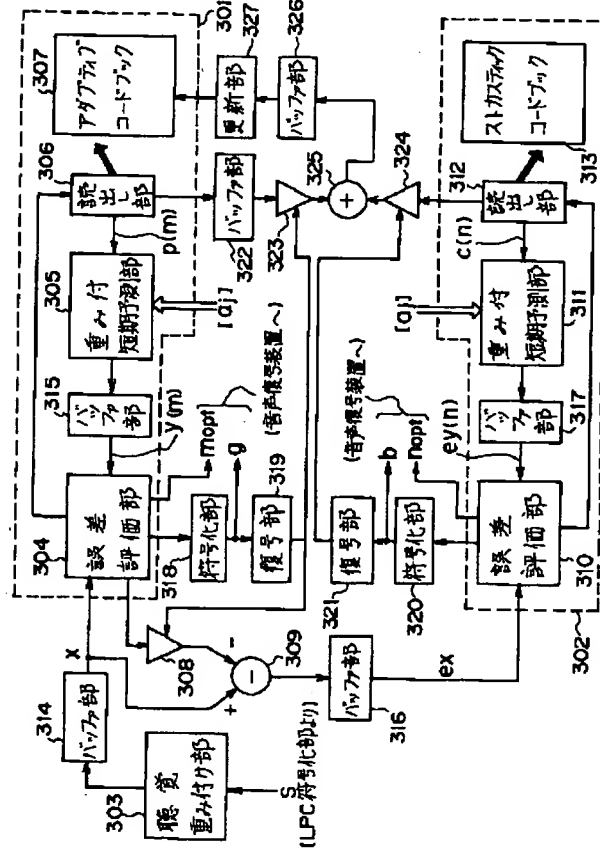 301
307
アダプティブ
コードブック
327
更新部
326
バッファ部
306
読出し部
p(m)
322
バッファ部
323
325
+
324
305
重み付
短期予測部
[aj]
315
バッファ部
y(m)
304
誤差
評価部
mopt
g
(音声復号装置へ)
318
符号化部
319
復号部
x
308
309
+
-
-
314
バッファ部
303
聴覚
重み付け部
S
(LPC符号化部より)
316
バッファ部
ex
321
復号部
320
符号化部
b
nopt
(音声復号装置へ)
310
誤差
評価部
302
317
バッファ部
ey(n)
311
重み付
短期予測部
[aj]
312
読出し部
c(n)
313
ストカスティック
コードブック